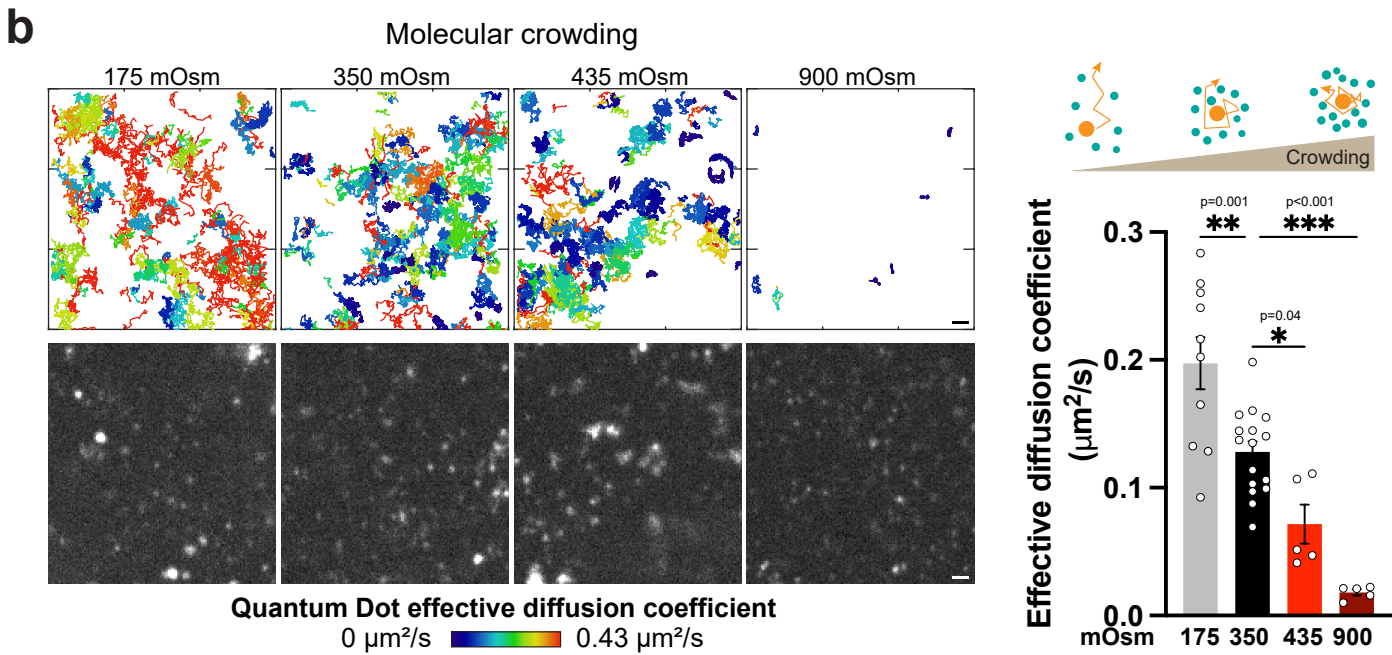 b
Molecular crowding
175 mOsm
350 mOsm
435 mOsm
900 mOsm
Quantum Dot effective diffusion coefficient
0 µm²/s
0.43 µm²/s
Crowding
Effective diffusion coefficient
(µm²/s)
p=0.001
p<0.001
** ***
0.3
p=0.04
*
0.2
0.1
0.0
mOsm 175 350 435 900